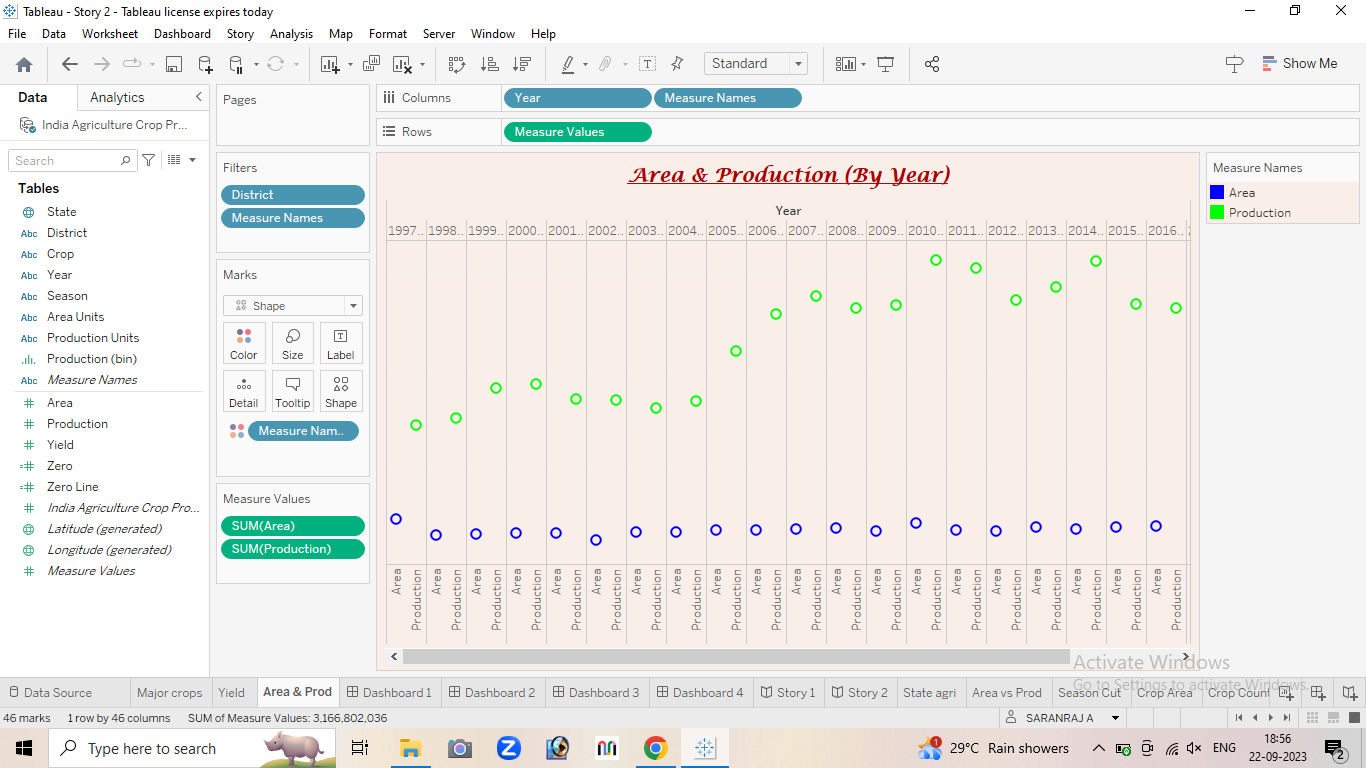 Tableau - Story 2 - Tableau license expires today
File Data Worksheet Dashboard Story Analysis Map Format Server Window Help
Standard
Show Me
Data Analytics
India Agriculture Crop Pr...
Search
Tables
State
Abc District
Abc Crop
Abc Year
Abc Season
Abc Area Units
Abc Production Units
Production (bin)
Abc Measure Names
Area
Production
Yield
Zero
Zero Line
India Agriculture Crop Pro...
Latitude (generated)
Longitude (generated)
Measure Values
Pages
Filters
District
Measure Names
Marks
Shape
Color Size Label
Detail Tooltip Shape
Measure Nam..
Measure Values
SUM(Area)
SUM(Production)
Columns Year Measure Names
Rows Measure Values
Area & Production (By Year)
Year
1997.. 1998.. 1999.. 2000.. 2001.. 2002.. 2003.. 2004.. 2005.. 2006.. 2007.. 2008.. 2009.. 2010.. 2011.. 2012.. 2013.. 2014.. 2015.. 2016..
Area Production Area Production Area Production Area Production Area Production Area Production Area Production Area Production Area Production Area Production Area Production Area Production Area Production Area Production Area Production Area Production Area Production Area Production Area Production Area Production
Measure Names
Area
Production
Activate Windows
Go to Settings to activate Windows.
Data Source Major crops Yield Area & Prod Dashboard 1 Dashboard 2 Dashboard 3 Dashboard 4 Story 1 Story 2 State agri Area vs Prod Season Cut Crop Area Crop Count
46 marks 1 row by 46 columns SUM of Measure Values: 3,166,802,036
SARANRAJ A
Type here to search
29°C Rain showers
ENG
18:56
22-09-2023
2